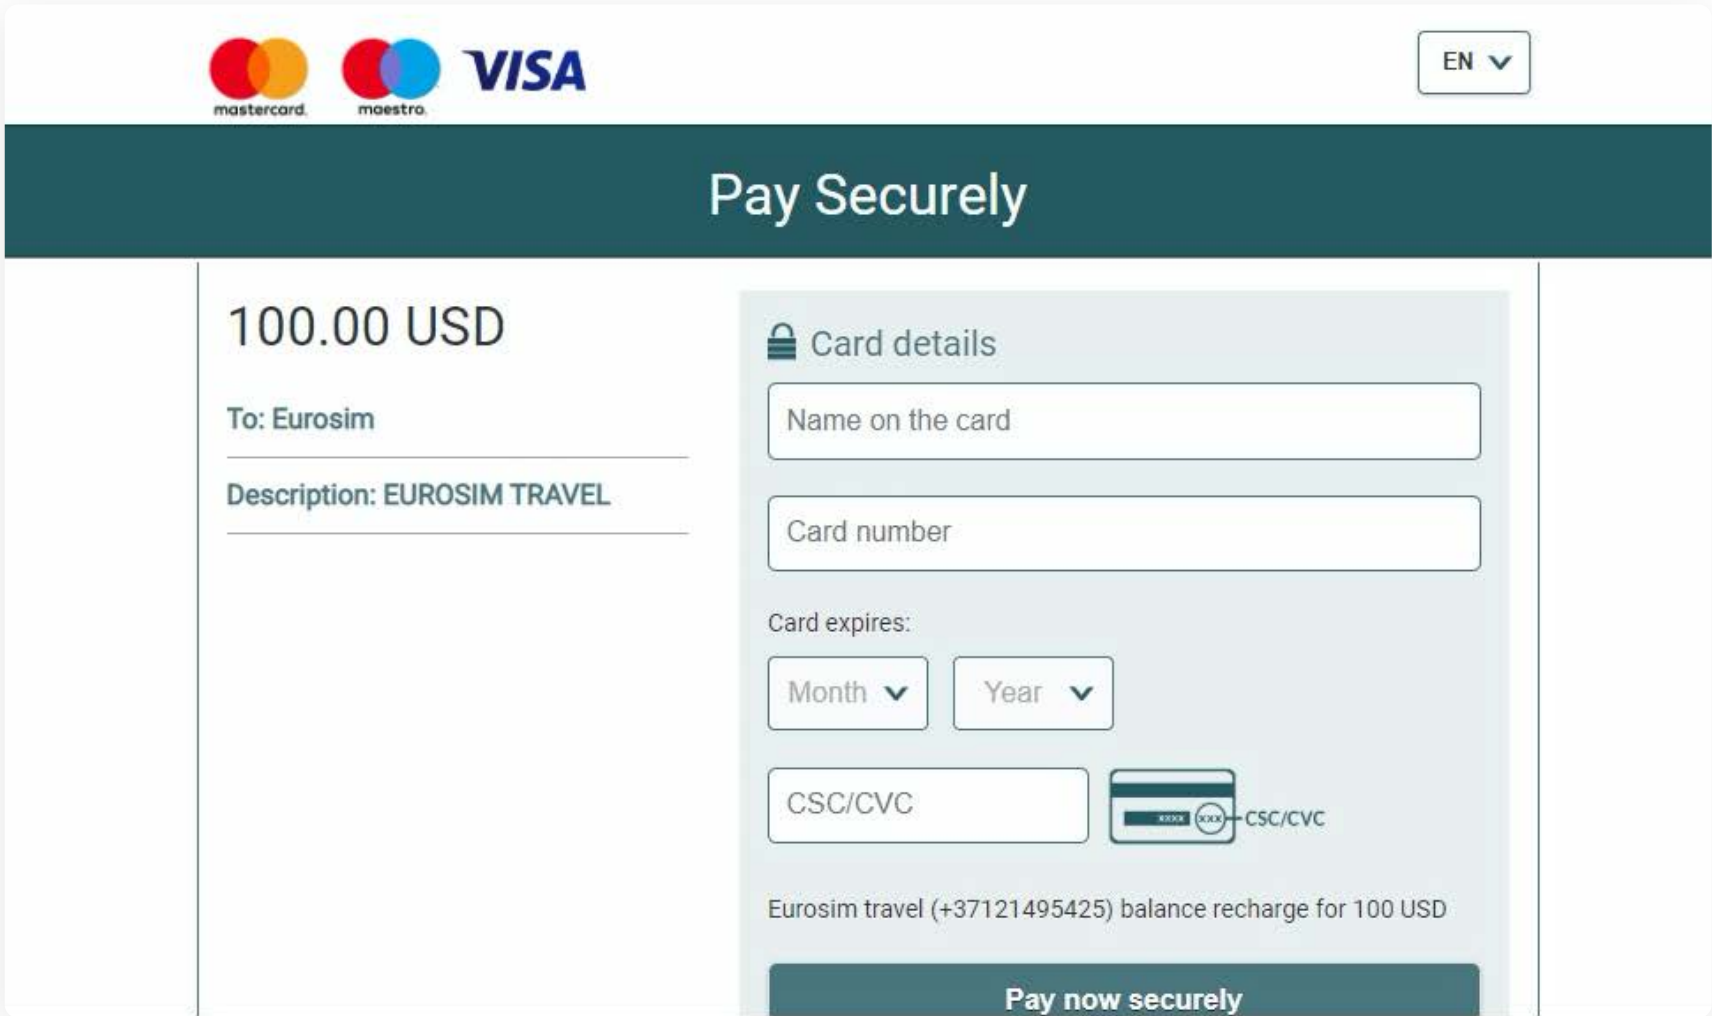 mastercard.
maestro.
VISA
EN
Pay Securely
100.00 USD
To: Eurosim
Description: EUROSIM TRAVEL
Card details
Name on the card
Card number
Card expires:
Month
Year
CSC/CVC
xxxx xxx CSC/CVC
Eurosim travel (+37121495425) balance recharge for 100 USD
Pay now securely